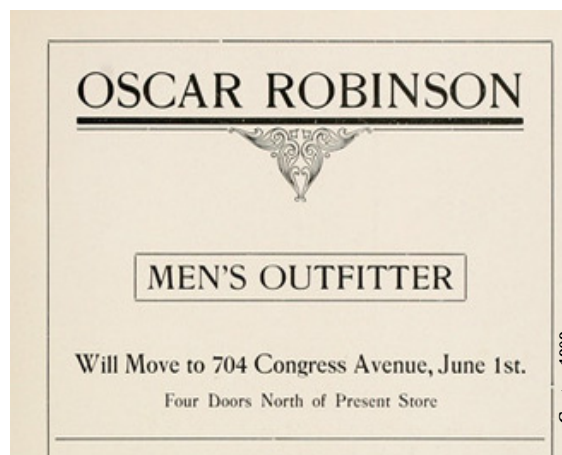 OSCAR ROBINSON
MEN'S OUTFITTER
Will Move to 704 Congress Avenue, June 1st.
Four Doors North of Present Store